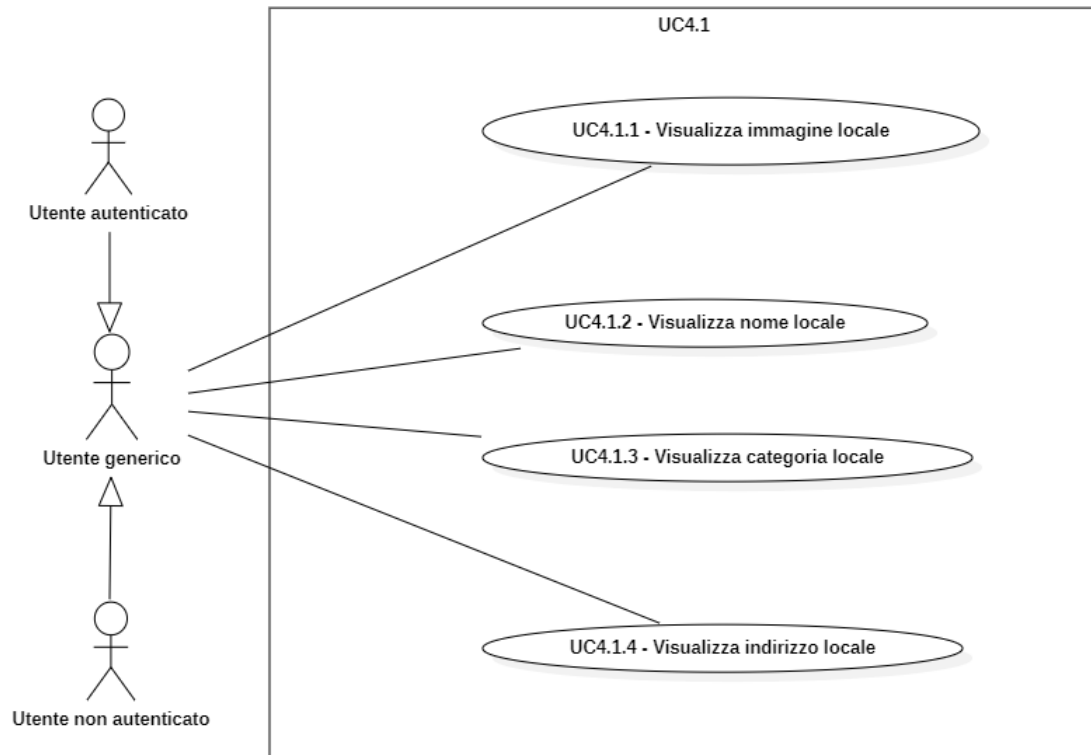 UC4.1
UC4.1.1 - Visualizza immagine locale
Utente autenticato
UC4.1.2 - Visualizza nome locale
UC4.1.3 - Visualizza categoria locale
Utente generico
UC4.1.4 - Visualizza indirizzo locale
Utente non autenticato